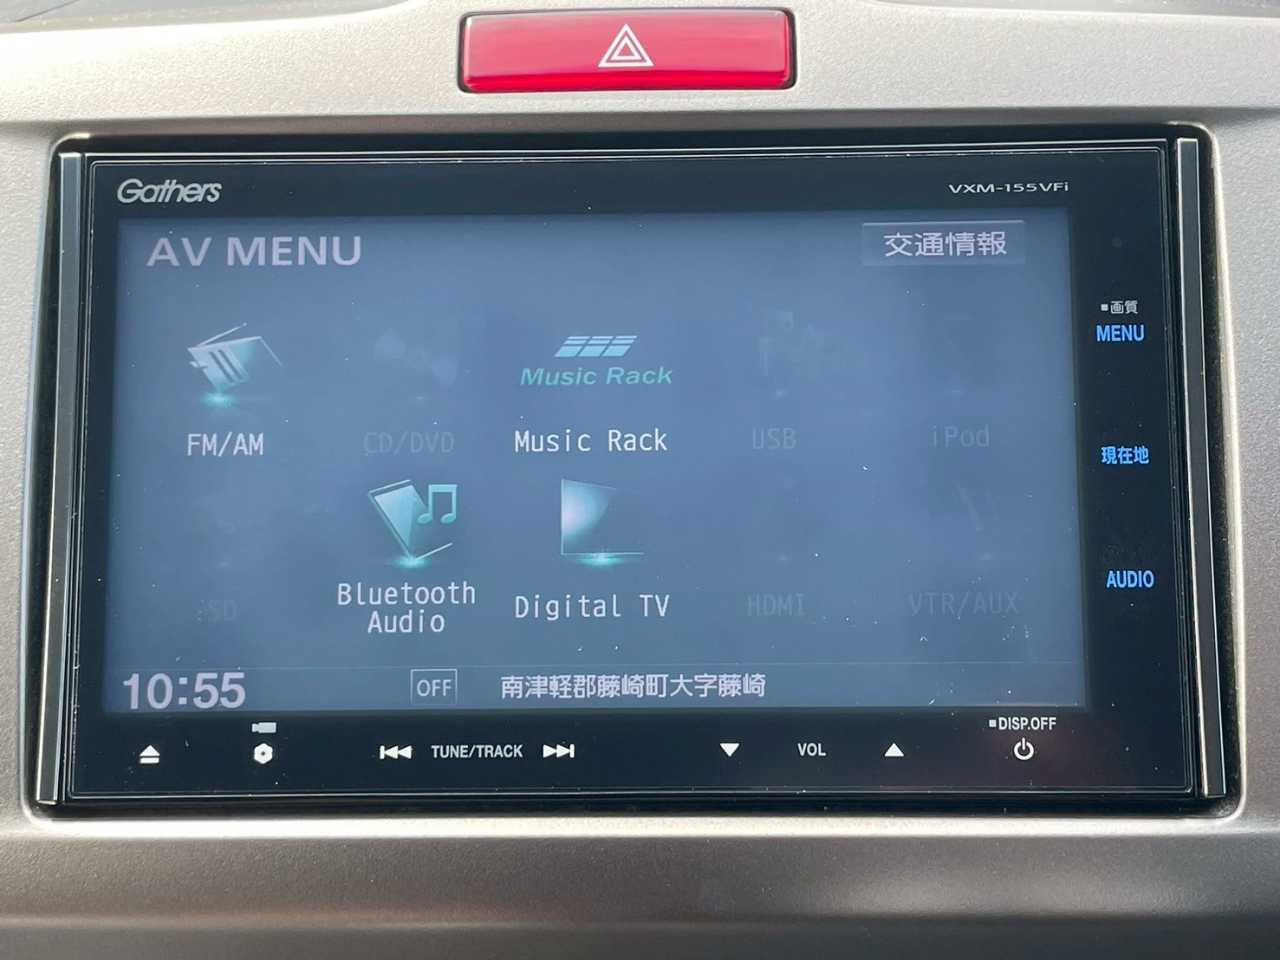 Gathers
VXM-155VFi
AV MENU
交通情報
画質
MENU
Music Rack
FM/AM
CD/DVD
Music Rack
USB
iPod
現在地
AUDIO
SD
Bluetooth
Audio
Digital TV
HDMI
VTR/AUX
10:55
OFF
南津軽郡藤崎町大字藤崎
DISP.OFF
TUNE/TRACK
VOL